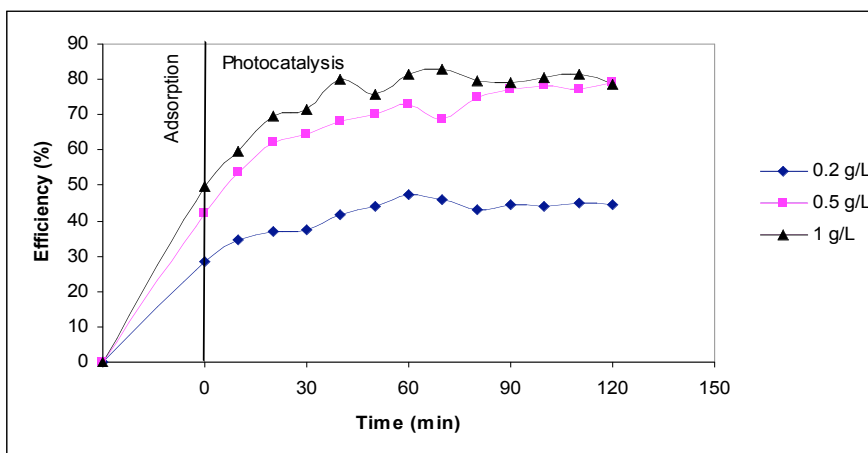 90
80
70
60
50
40
30
20
10
0
Efficiency (%)
Adsorption
Photocatalysis
0 30 60 90 120 150
Time (min)
0.2 g/L
0.5 g/L
1 g/L